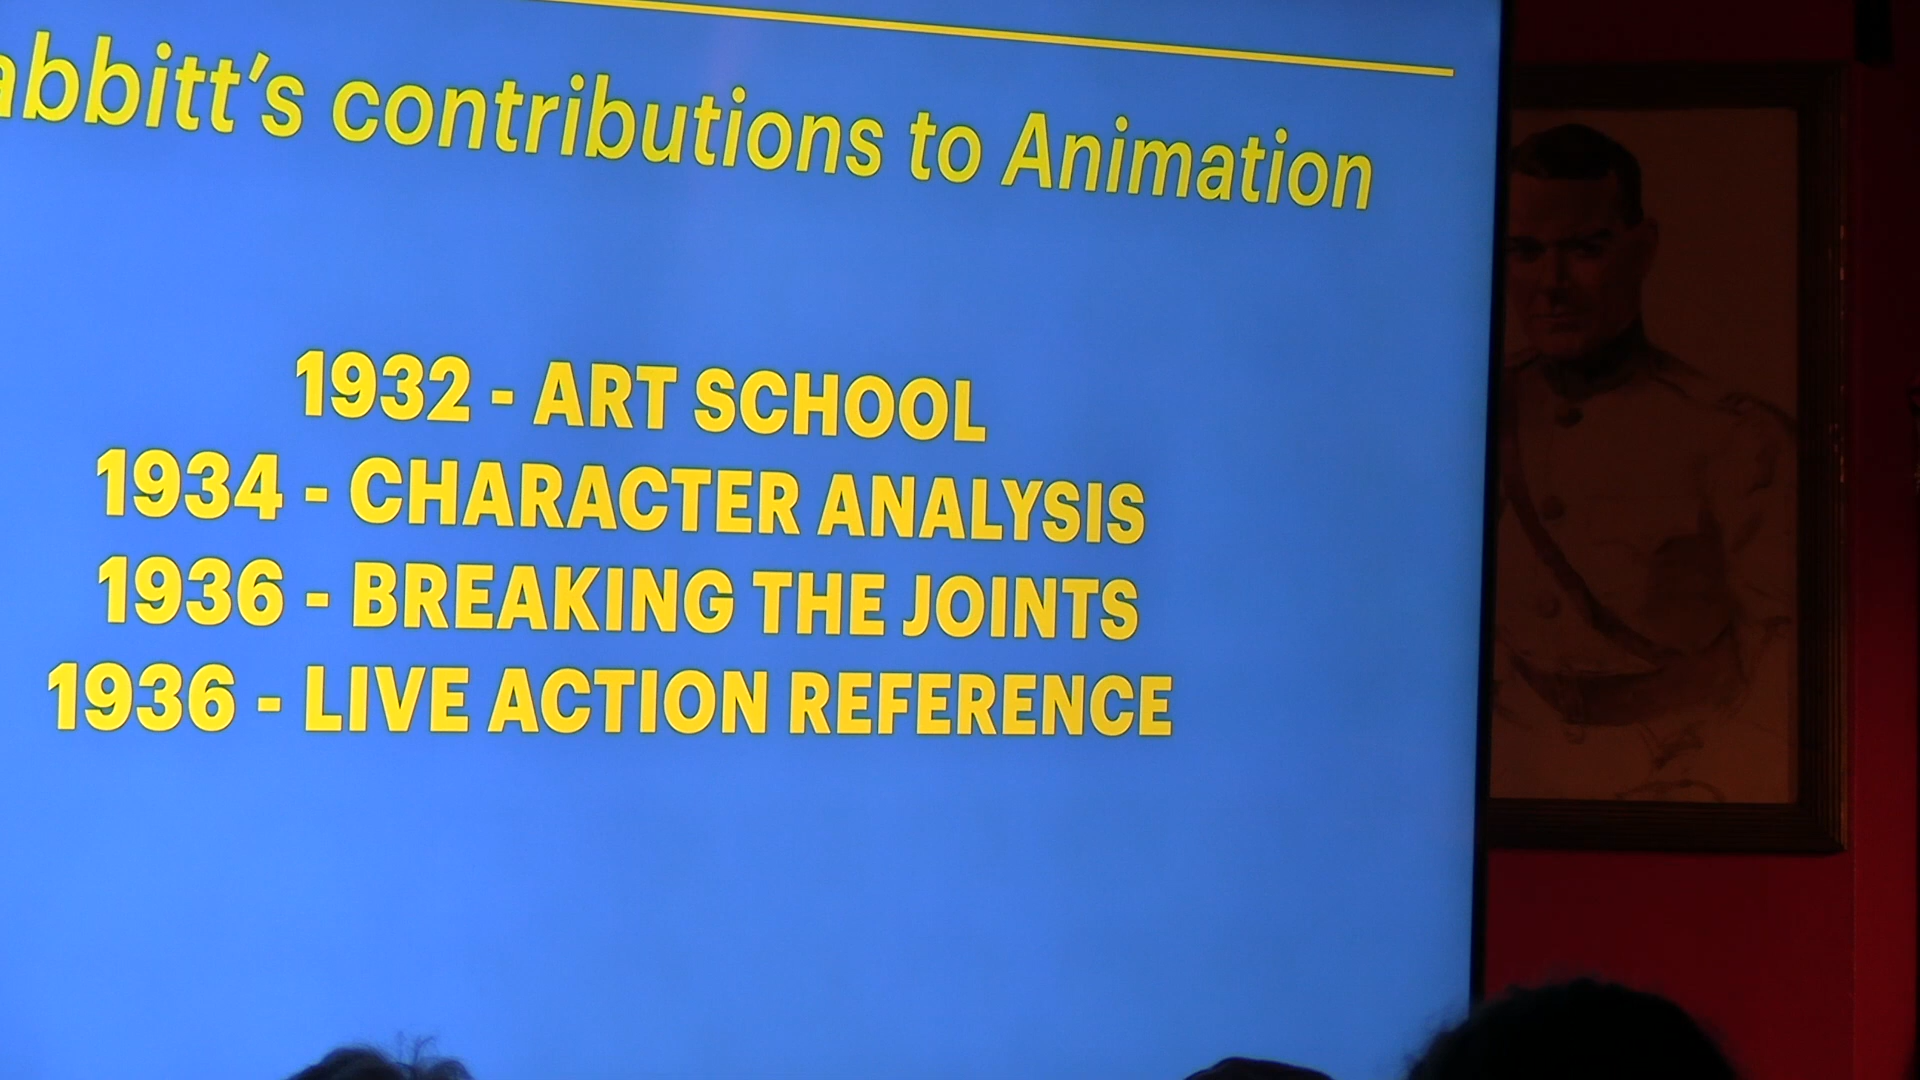 abbitt's contributions to Animation
1932 - ART SCHOOL
1934 - CHARACTER ANALYSIS
1936 - BREAKING THE JOINTS
1936 - LIVE ACTION REFERENCE